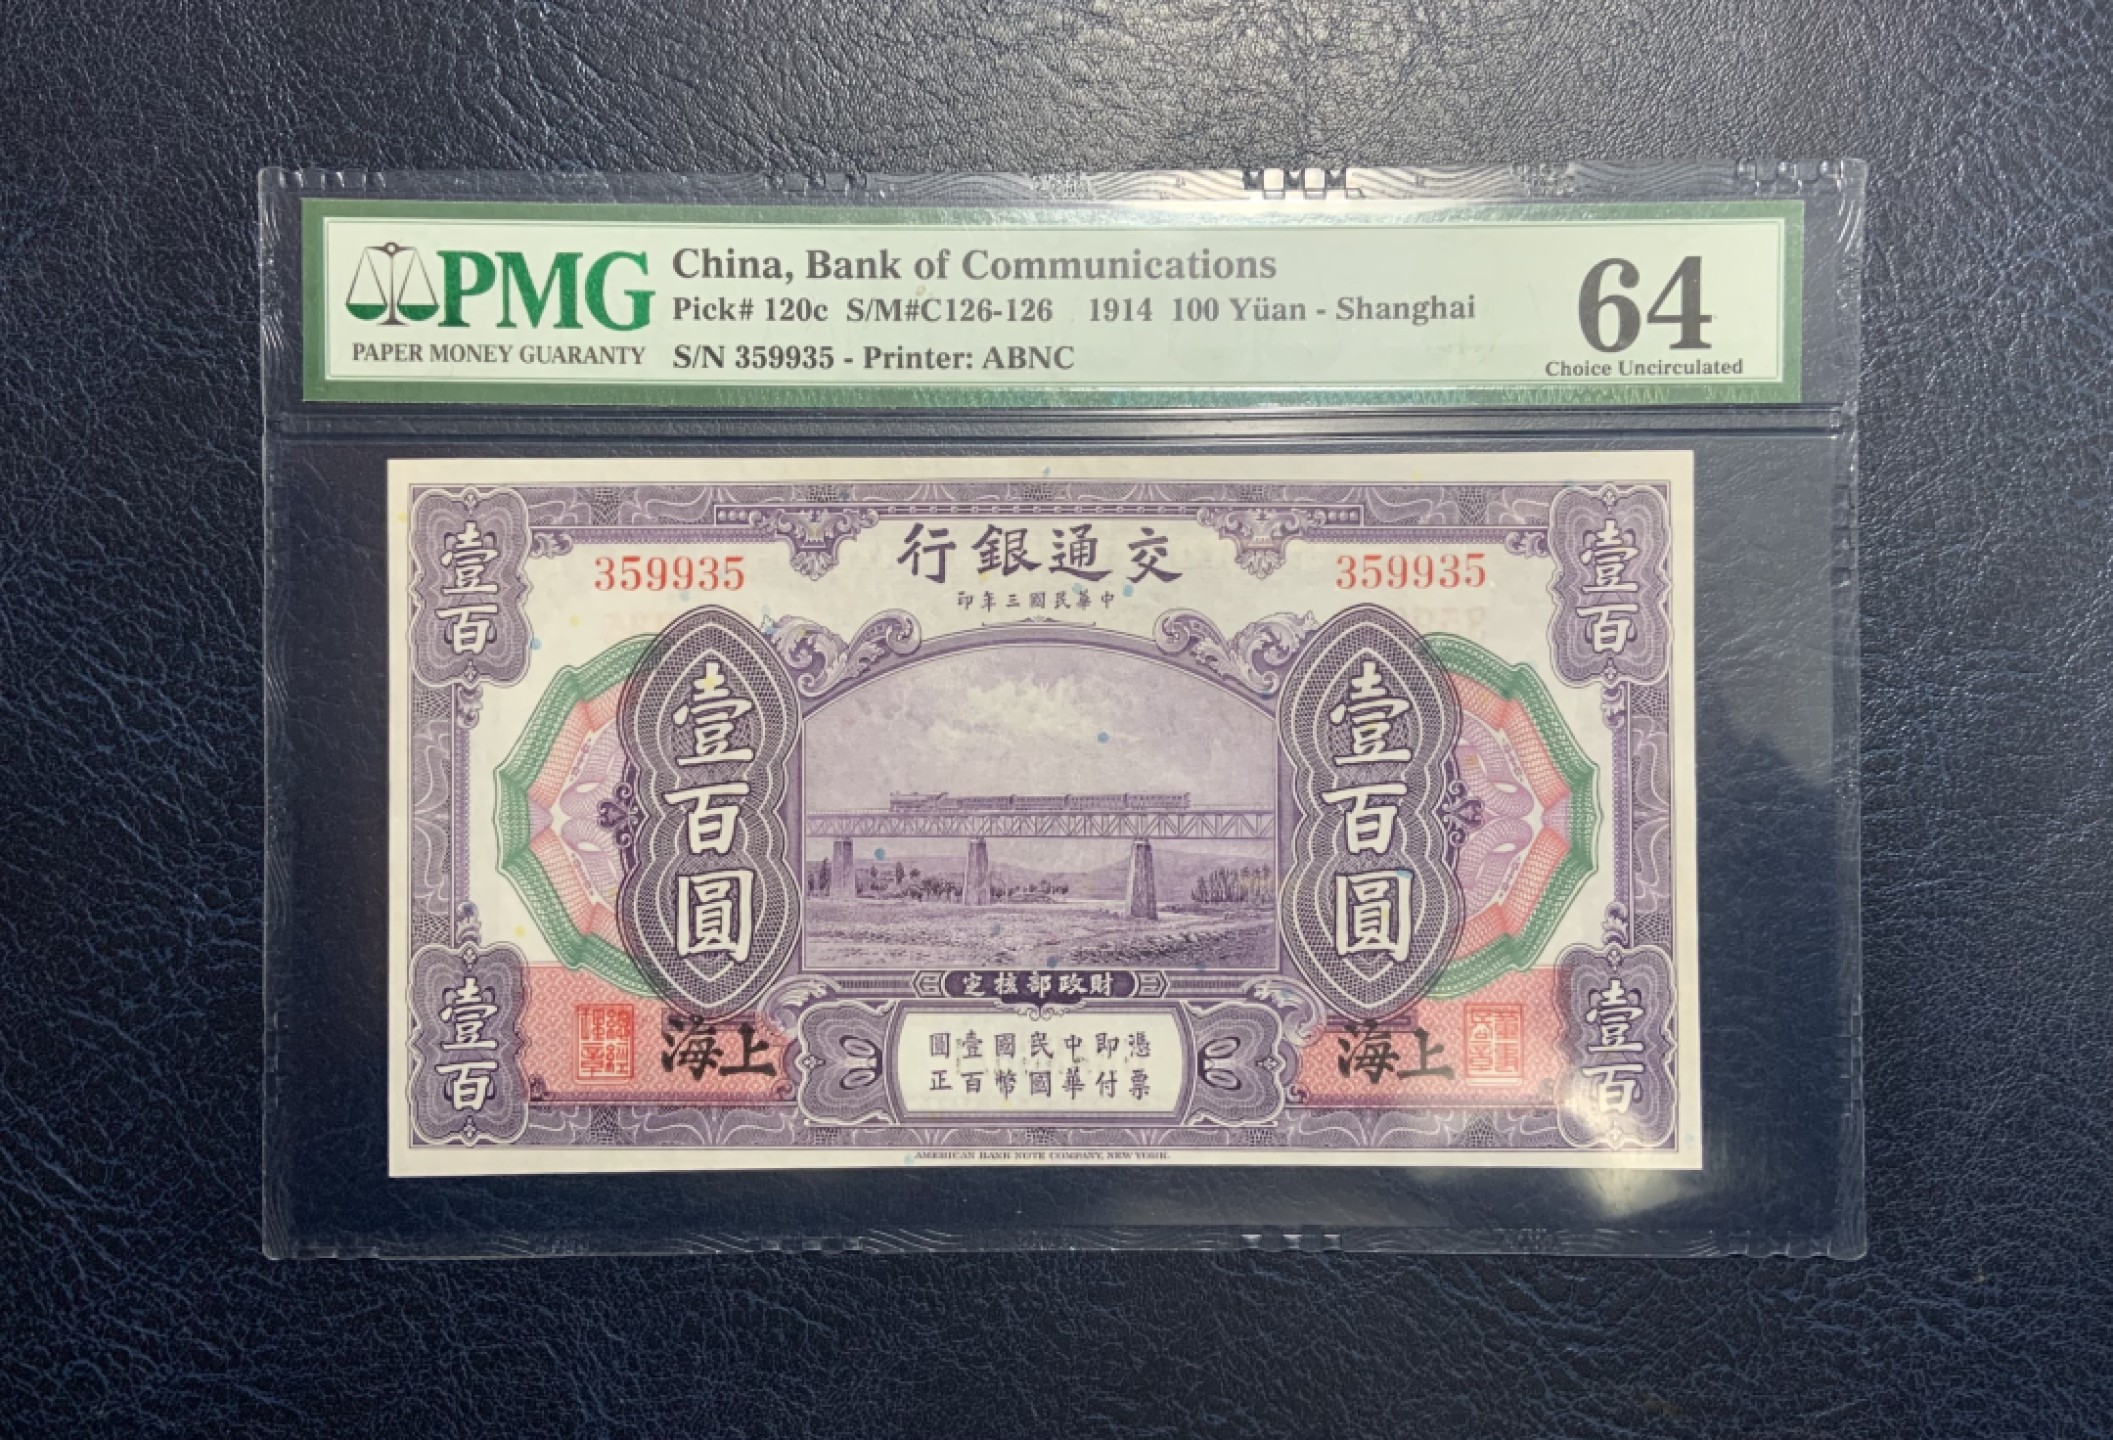 PMG
PAPER MONEY GUARANTY
China, Bank of Communications
Pick# 120c S/M#C126-126 1914 100 Yüan - Shanghai
S/N 359935 - Printer: ABNC
64
Choice Uncirculated
壹百
行銀通交
壹百
359935
359935
印年三國民華中
壹百圓
壹百圓
定核部政財
海上
海上
圓壹國民中即憑
正百幣國華付票
壹百
壹百
AMERICAN BANK NOTE COMPANY, NEW YORK.